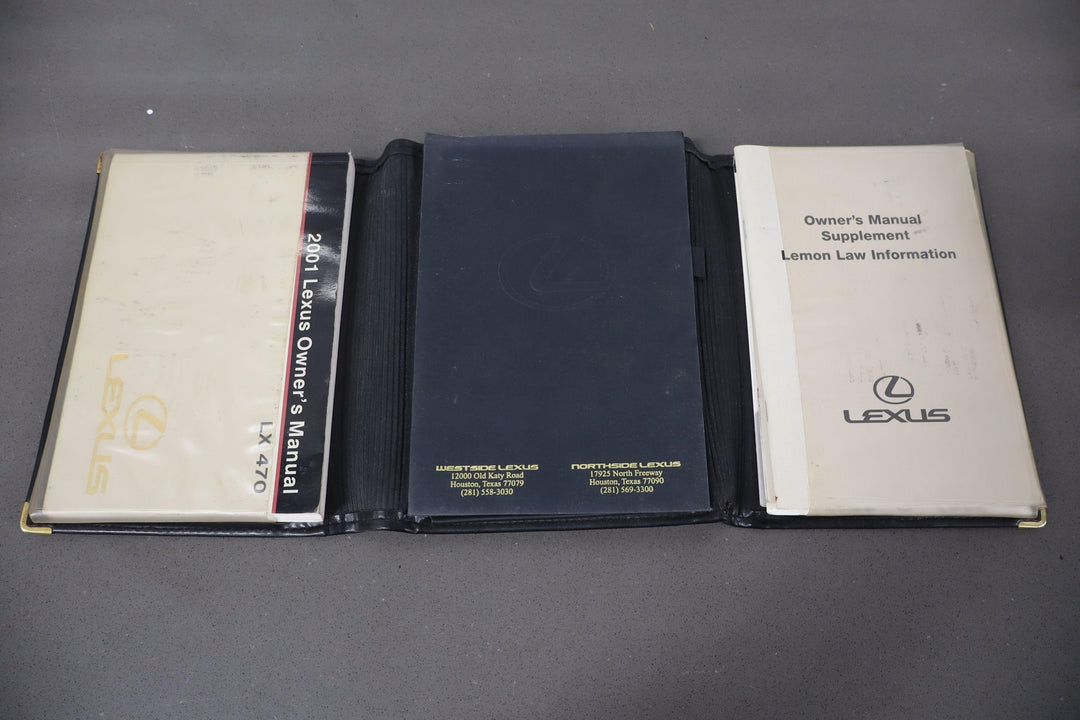 2001 Lexus Owner's Manual
LX 470
LEXUS
WESTSIDE LEXUS
12000 Old Katy Road
Houston, Texas 77079
(281) 558-3030
NORTHSIDE LEXUS
17925 North Freeway
Houston, Texas 77090
(281) 569-3300
Owner's Manual
Supplement
Lemon Law Information
LEXUS